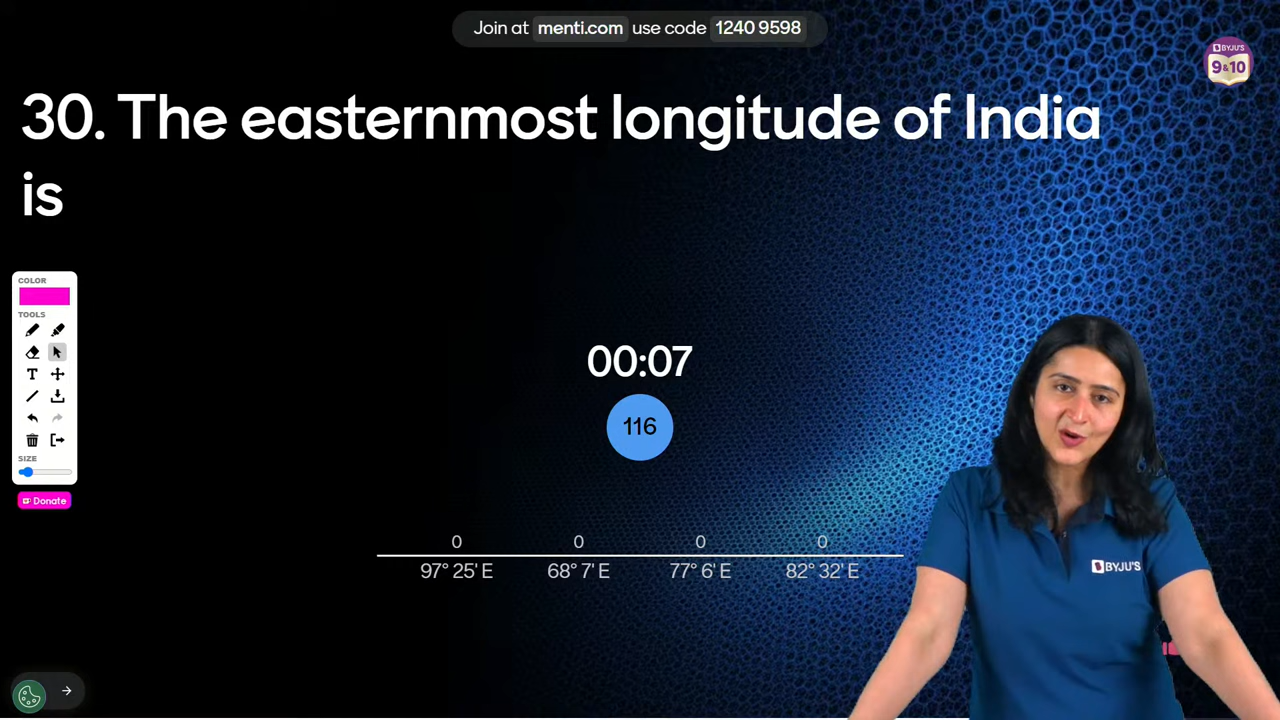 Join at menti.com use code 1240 9598
BYJU'S
9&10
30. The easternmost longitude of India
is
COLOR
TOOLS
T
SIZE
Donate
00:07
116
0 0 0 0
97° 25' E 68° 7' E 77° 6' E 82° 32' E
BYJU'S